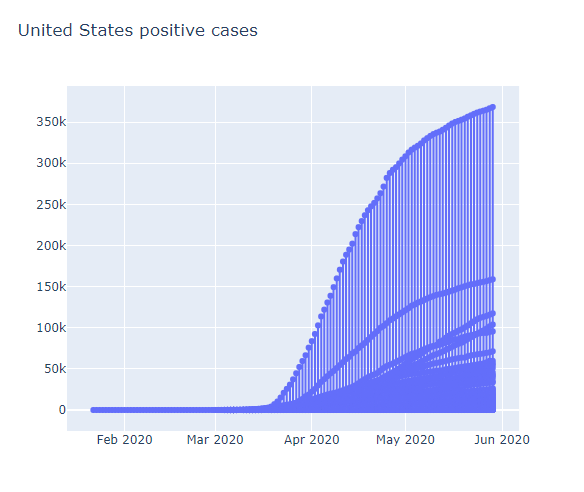 United States positive cases
350k
300k
250k
200k
150k
100k
50k
0
Feb 2020
Mar 2020
Apr 2020
May 2020
Jun 2020